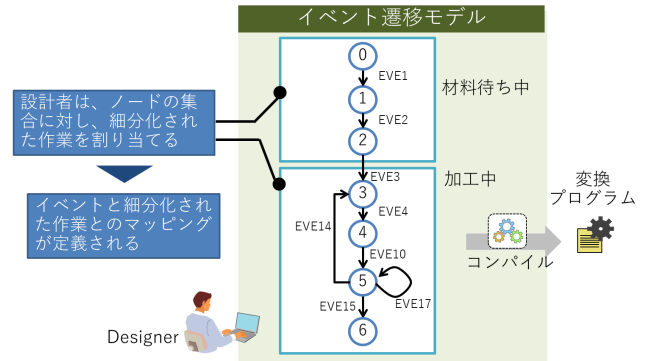 イベント遷移モデル
0
EVE1
1
EVE2
2
材料待ち中
設計者は、ノードの集
合に対し、細分化され
た作業を割り当てる
EVE3
加工中
3
EVE4
EVE14
4
EVE10
5
EVE15
EVE17
6
イベントと細分化され
た作業とのマッピング
が定義される
変換
プログラム
コンパイル
Designer